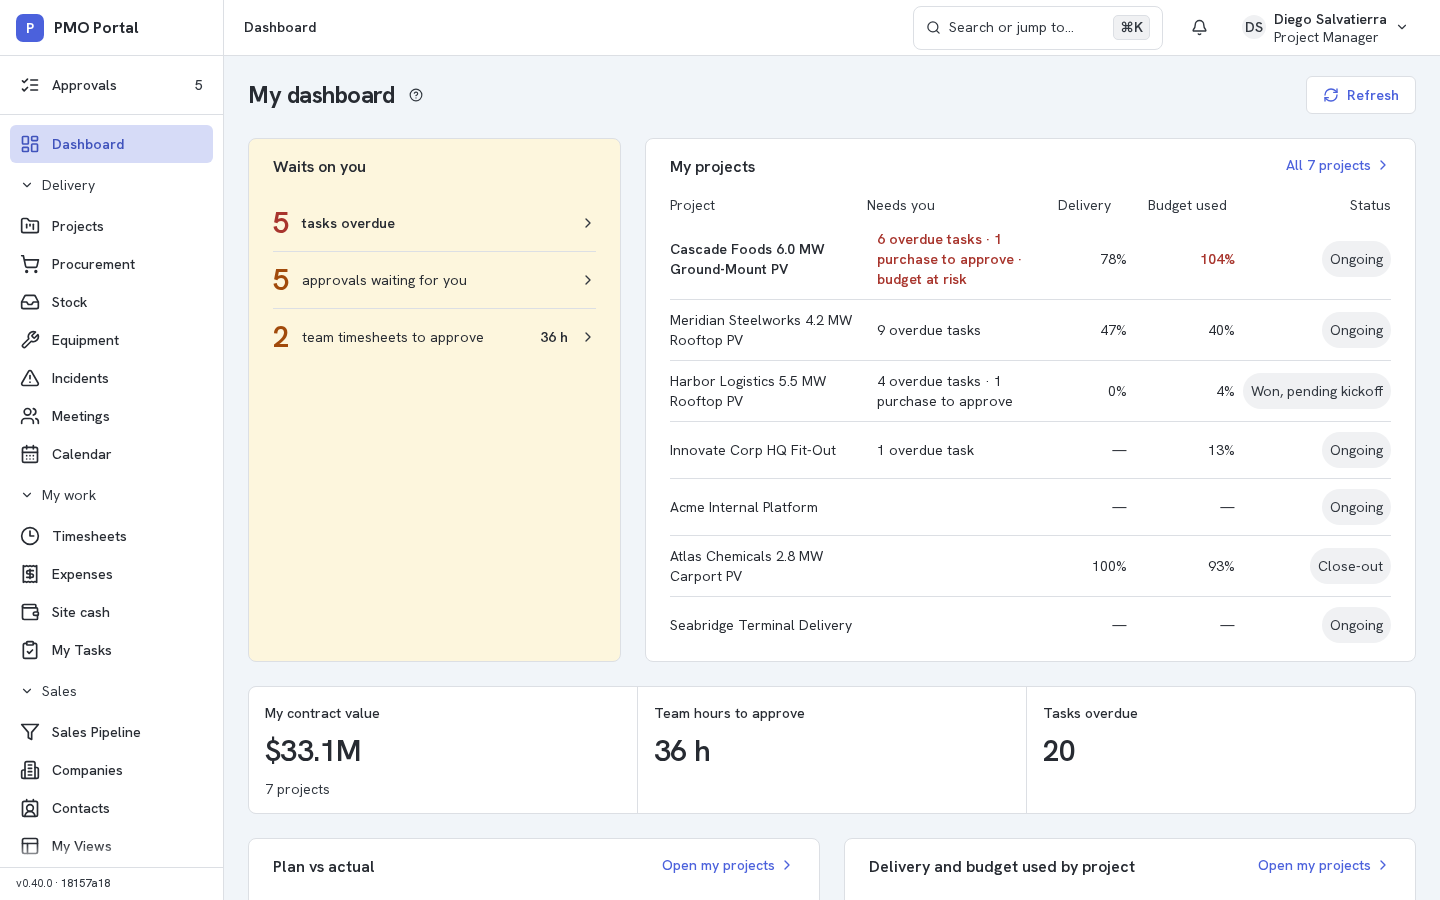 P PMO Portal
Dashboard
Search or jump to...
⌘K
DS
Diego Salvatierra
Project Manager
Approvals 5
Dashboard
Delivery
Projects
Procurement
Stock
Equipment
Incidents
Meetings
Calendar
My work
Timesheets
Expenses
Site cash
My Tasks
Sales
Sales Pipeline
Companies
Contacts
My Views
v0.40.0 · 18157a18
My dashboard
Refresh
Waits on you
5 tasks overdue
5 approvals waiting for you
2 team timesheets to approve 36 h
My projects
All 7 projects
Project Needs you Delivery Budget used Status
Cascade Foods 6.0 MW
Ground-Mount PV
6 overdue tasks · 1
purchase to approve ·
budget at risk
78% 104% Ongoing
Meridian Steelworks 4.2 MW
Rooftop PV
9 overdue tasks 47% 40% Ongoing
Harbor Logistics 5.5 MW
Rooftop PV
4 overdue tasks · 1
purchase to approve
0% 4% Won, pending kickoff
Innovate Corp HQ Fit-Out 1 overdue task — 13% Ongoing
Acme Internal Platform — — Ongoing
Atlas Chemicals 2.8 MW
Carport PV
100% 93% Close-out
Seabridge Terminal Delivery — — Ongoing
My contract value
$33.1M
7 projects
Team hours to approve
36 h
Tasks overdue
20
Plan vs actual
Open my projects
Delivery and budget used by project
Open my projects